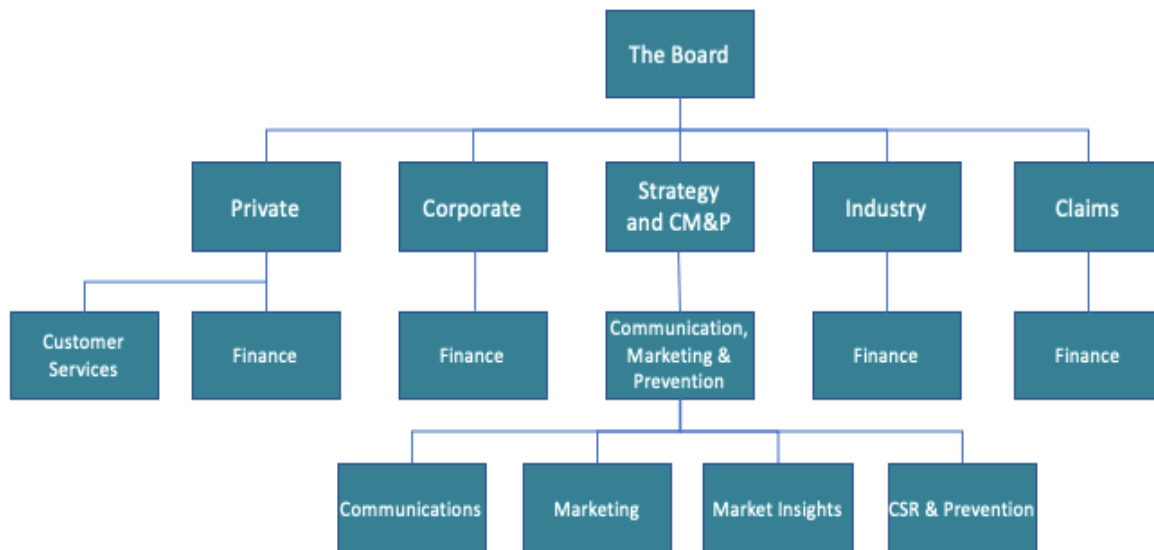 The Board
Private
Corporate
Strategy
and CM&P
Industry
Claims
Customer
Services
Finance
Finance
Communication,
Marketing &
Prevention
Finance
Finance
Communications
Marketing
Market Insights
CSR & Prevention